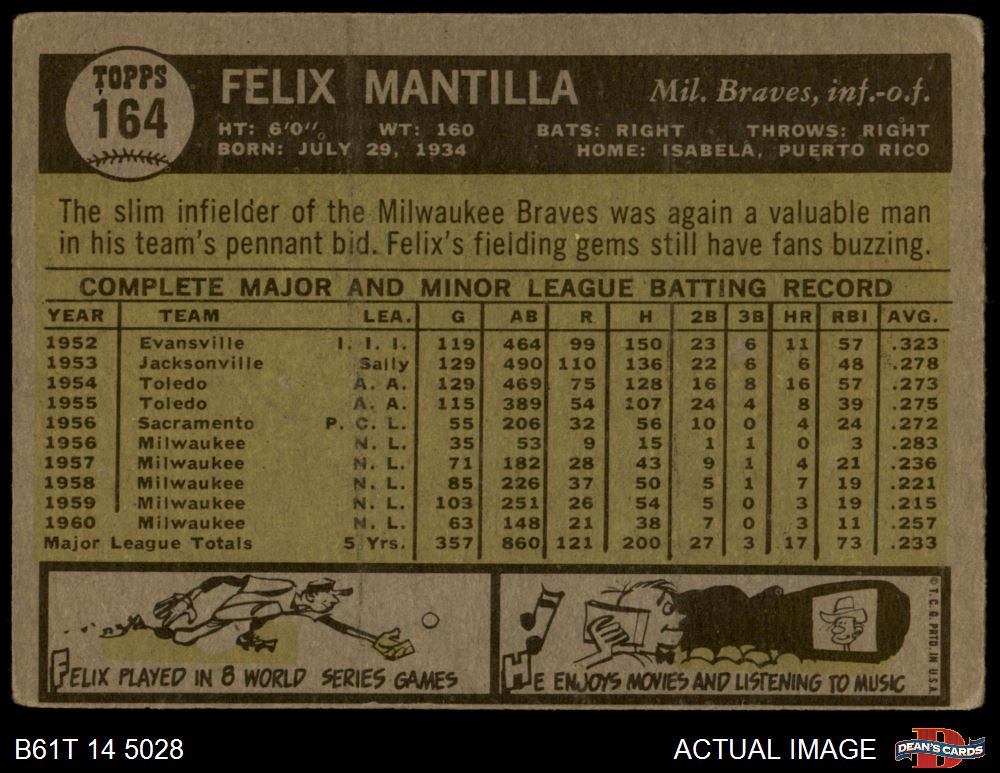 TOPPS
164
FELIX MANTILLA
Mil. Braves, inf.-o.f.
HT: 6'0" WT: 160 BATS: RIGHT THROWS: RIGHT
BORN: JULY 29, 1934 HOME: ISABELA, PUERTO RICO
The slim infielder of the Milwaukee Braves was again a valuable man
in his team's pennant bid. Felix's fielding gems still have fans buzzing.
COMPLETE MAJOR AND MINOR LEAGUE BATTING RECORD
YEAR TEAM LEA. G AB R H 2B 3B HR RBI AVG.
1952 Evansville I. I. I. 119 464 99 150 23 6 11 57 .323
1953 Jacksonville Sally 129 490 110 136 22 6 6 48 .278
1954 Toledo A. A. 129 469 75 128 16 8 16 57 .273
1955 Toledo A. A. 115 389 54 107 24 4 8 39 .275
1956 Sacramento P. C. L. 55 206 32 56 10 0 4 24 .272
1956 Milwaukee N. L. 35 53 9 15 1 1 0 3 .283
1957 Milwaukee N. L. 71 182 28 43 9 1 4 21 .236
1958 Milwaukee N. L. 85 226 37 50 5 1 7 19 .221
1959 Milwaukee N. L. 103 251 26 54 5 0 3 19 .215
1960 Milwaukee N. L. 63 148 21 38 7 0 3 11 .257
Major League Totals 5 Yrs. 357 860 121 200 27 3 17 73 .233
FELIX PLAYED IN 8 WORLD SERIES GAMES
HE ENJOYS MOVIES AND LISTENING TO MUSIC
© T. C. G. PRTD. IN U.S.A.
B61T 14 5028
ACTUAL IMAGE
D
DEAN'S CARDS